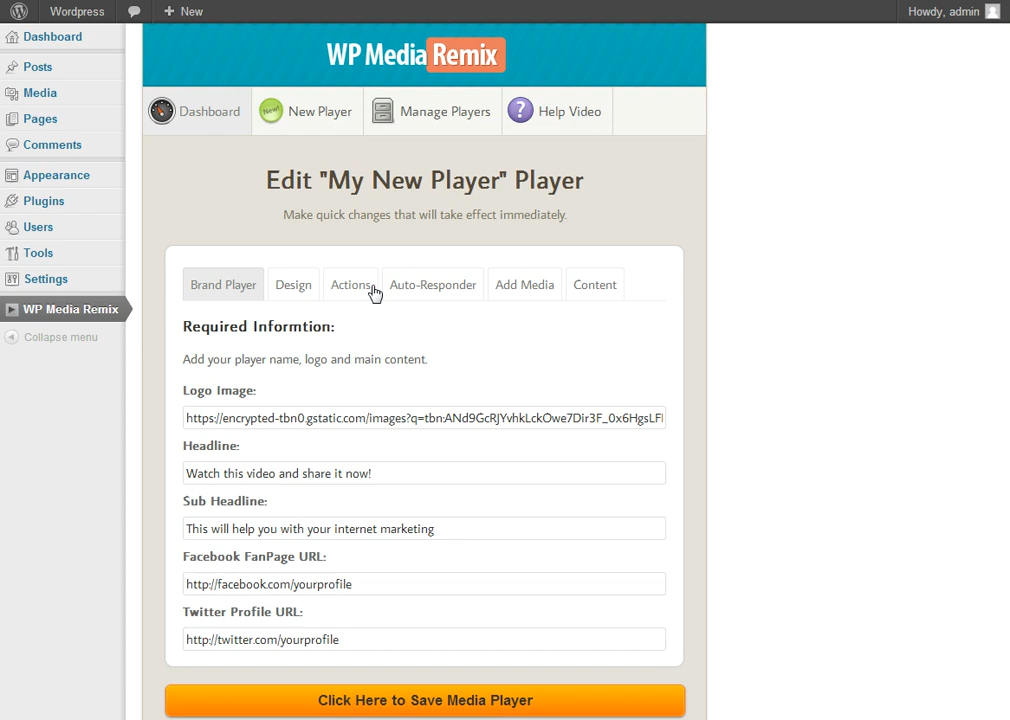 Wordpress
+ New
Howdy, admin
Dashboard
Posts
Media
Pages
Comments
Appearance
Plugins
Users
Tools
Settings
WP Media Remix
Collapse menu
WP Media Remix
Dashboard
New!
New Player
Manage Players
? Help Video
Edit "My New Player" Player
Make quick changes that will take effect immediately.
Brand Player
Design
Actions
Auto-Responder
Add Media
Content
Required Informtion:
Add your player name, logo and main content.
Logo Image:
https://encrypted-tbn0.gstatic.com/images?q=tbn:ANd9GcRJYvhkLckOwe7Dir3F_0x6HgsLF
Headline:
Watch this video and share it now!
Sub Headline:
This will help you with your internet marketing
Facebook FanPage URL:
http://facebook.com/yourprofile
Twitter Profile URL:
http://twitter.com/yourprofile
Click Here to Save Media Player